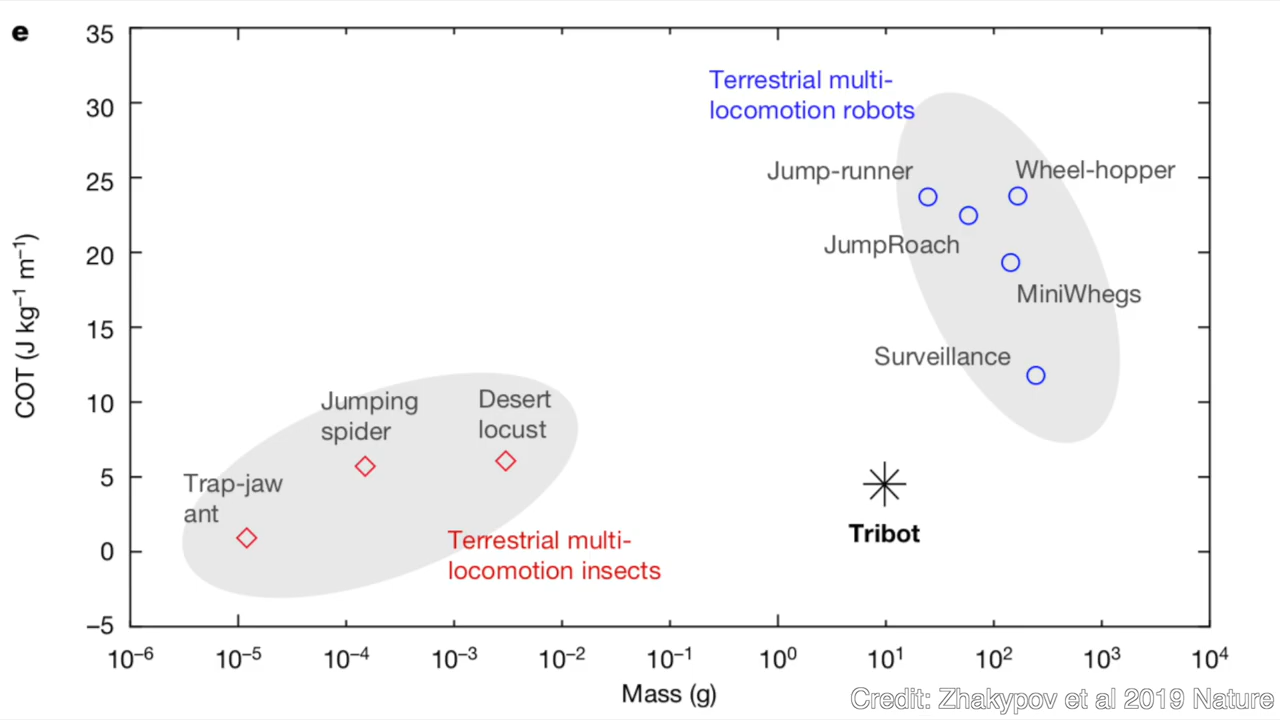 e
35
30
25
20
15
10
5
0
–5
COT (J kg⁻¹ m⁻¹)
Terrestrial multi-
locomotion robots
Jump-runner
Wheel-hopper
JumpRoach
MiniWhegs
Surveillance
Jumping
spider
Desert
locust
Trap-jaw
ant
Terrestrial multi-
locomotion insects
Tribot
10⁻⁶ 10⁻⁵ 10⁻⁴ 10⁻³ 10⁻² 10⁻¹ 10⁰ 10¹ 10² 10³ 10⁴
Mass (g)
Credit: Zhakypov et al 2019 Nature